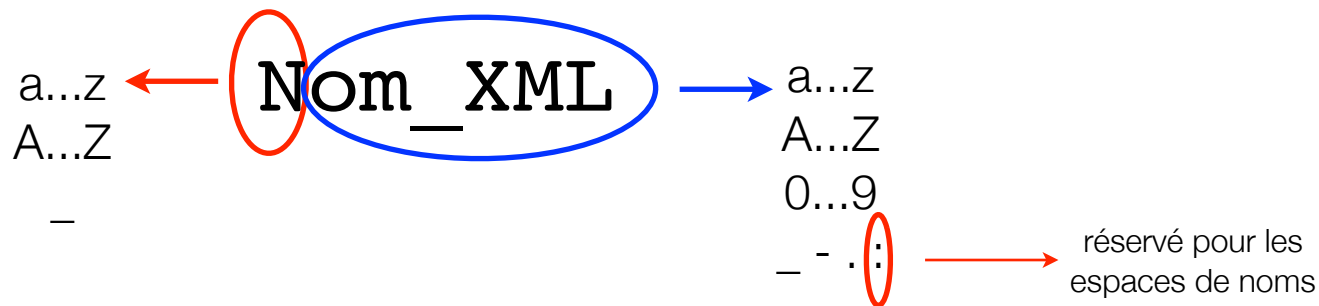 Nom_XML
a...z
A...Z
_
a...z
A...Z
0...9
_ - . :
réservé pour les
espaces de noms